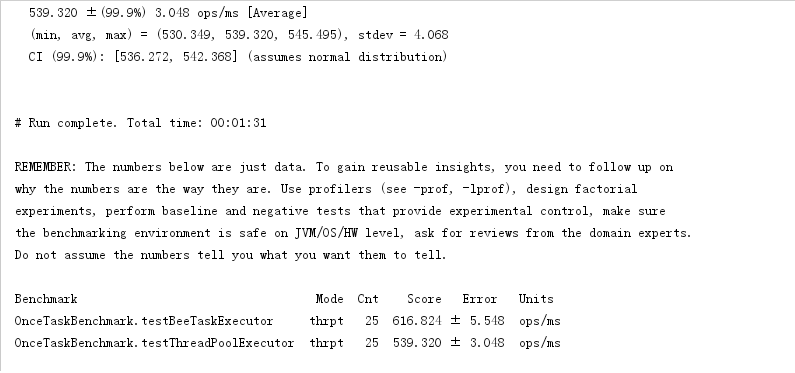 539.320 ±(99.9%) 3.048 ops/ms [Average]
(min, avg, max) = (530.349, 539.320, 545.495), stdev = 4.068
CI (99.9%): [536.272, 542.368] (assumes normal distribution)
# Run complete. Total time: 00:01:31
REMEMBER: The numbers below are just data. To gain reusable insights, you need to follow up on
why the numbers are the way they are. Use profilers (see -prof, -lprof), design factorial
experiments, perform baseline and negative tests that provide experimental control, make sure
the benchmarking environment is safe on JVM/OS/HW level, ask for reviews from the domain experts.
Do not assume the numbers tell you what you want them to tell.
Benchmark Mode Cnt Score Error Units
OnceTaskBenchmark.testBeeTaskExecutor thrpt 25 616.824 ± 5.548 ops/ms
OnceTaskBenchmark.testThreadPoolExecutor thrpt 25 539.320 ± 3.048 ops/ms